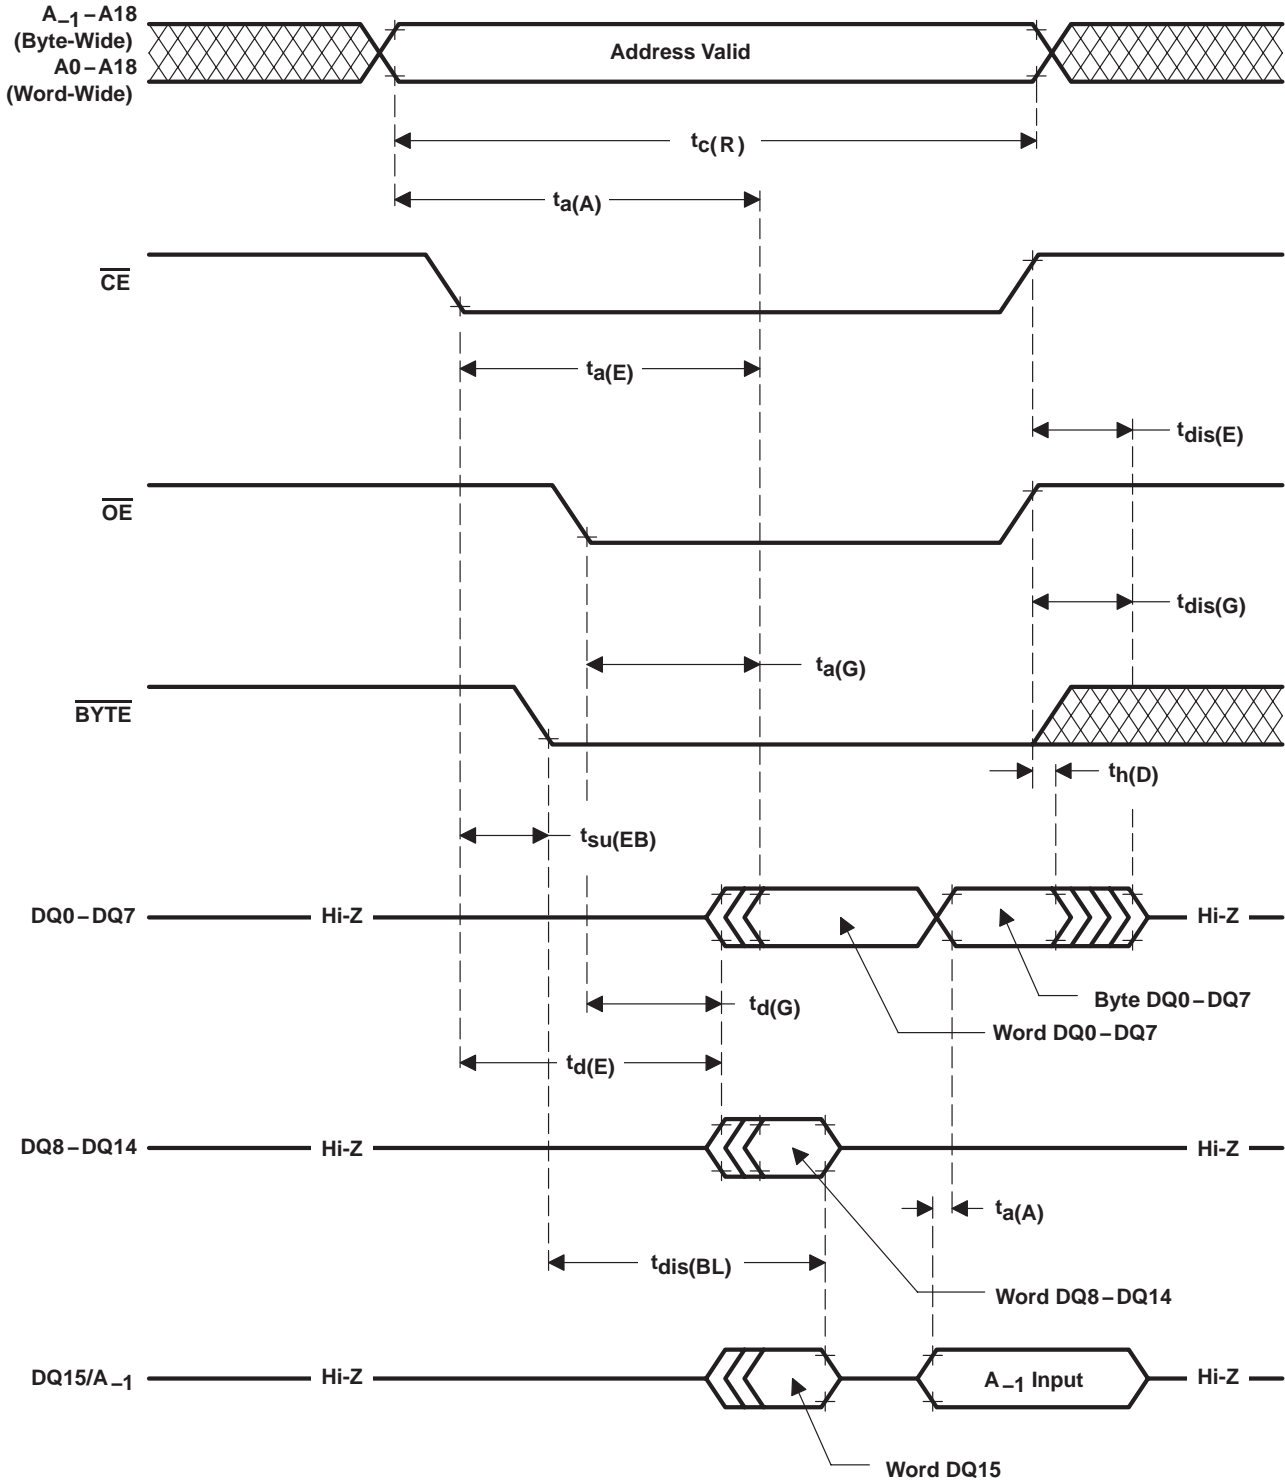 A–1–A18
(Byte-Wide)
A0–A18
(Word-Wide)
Address Valid
tc(R)
ta(A)
CE
ta(E)
tdis(E)
OE
tdis(G)
ta(G)
BYTE
th(D)
tsu(EB)
DQ0–DQ7
Hi-Z
Hi-Z
td(G)
Byte DQ0–DQ7
Word DQ0–DQ7
td(E)
DQ8–DQ14
Hi-Z
Hi-Z
ta(A)
tdis(BL)
Word DQ8–DQ14
DQ15/A–1
Hi-Z
A–1 Input
Hi-Z
Word DQ15